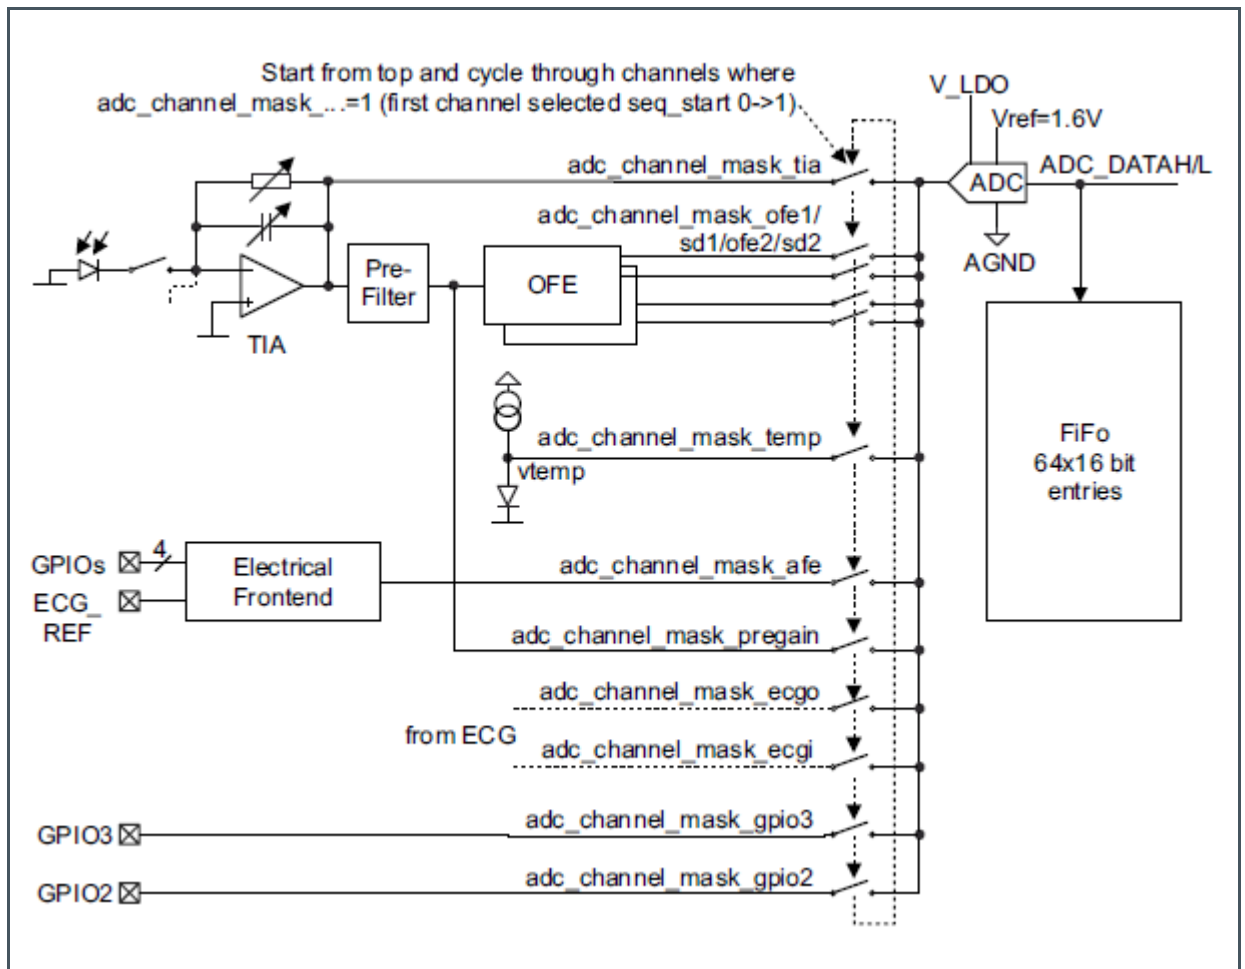 Start from top and cycle through channels where
adc_channel_mask_...=1 (first channel selected seq_start 0->1)
V_LDO
Vref=1.6V
adc_channel_mask_tia
ADC
ADC_DATAH/L
adc_channel_mask_ofe1/
sd1/ofe2/sd2
AGND
Pre-
Filter
OFE
TIA
adc_channel_mask_temp
vtemp
FiFo
64x16 bit
entries
GPIOs
4
Electrical
Frontend
adc_channel_mask_afe
ECG_
REF
adc_channel_mask_pregain
adc_channel_mask_ecgo
from ECG
adc_channel_mask_ecgi
GPIO3
adc_channel_mask_gpio3
GPIO2
adc_channel_mask_gpio2